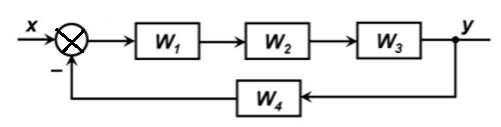 x W₁ W₂ W₃ y
–
W₄